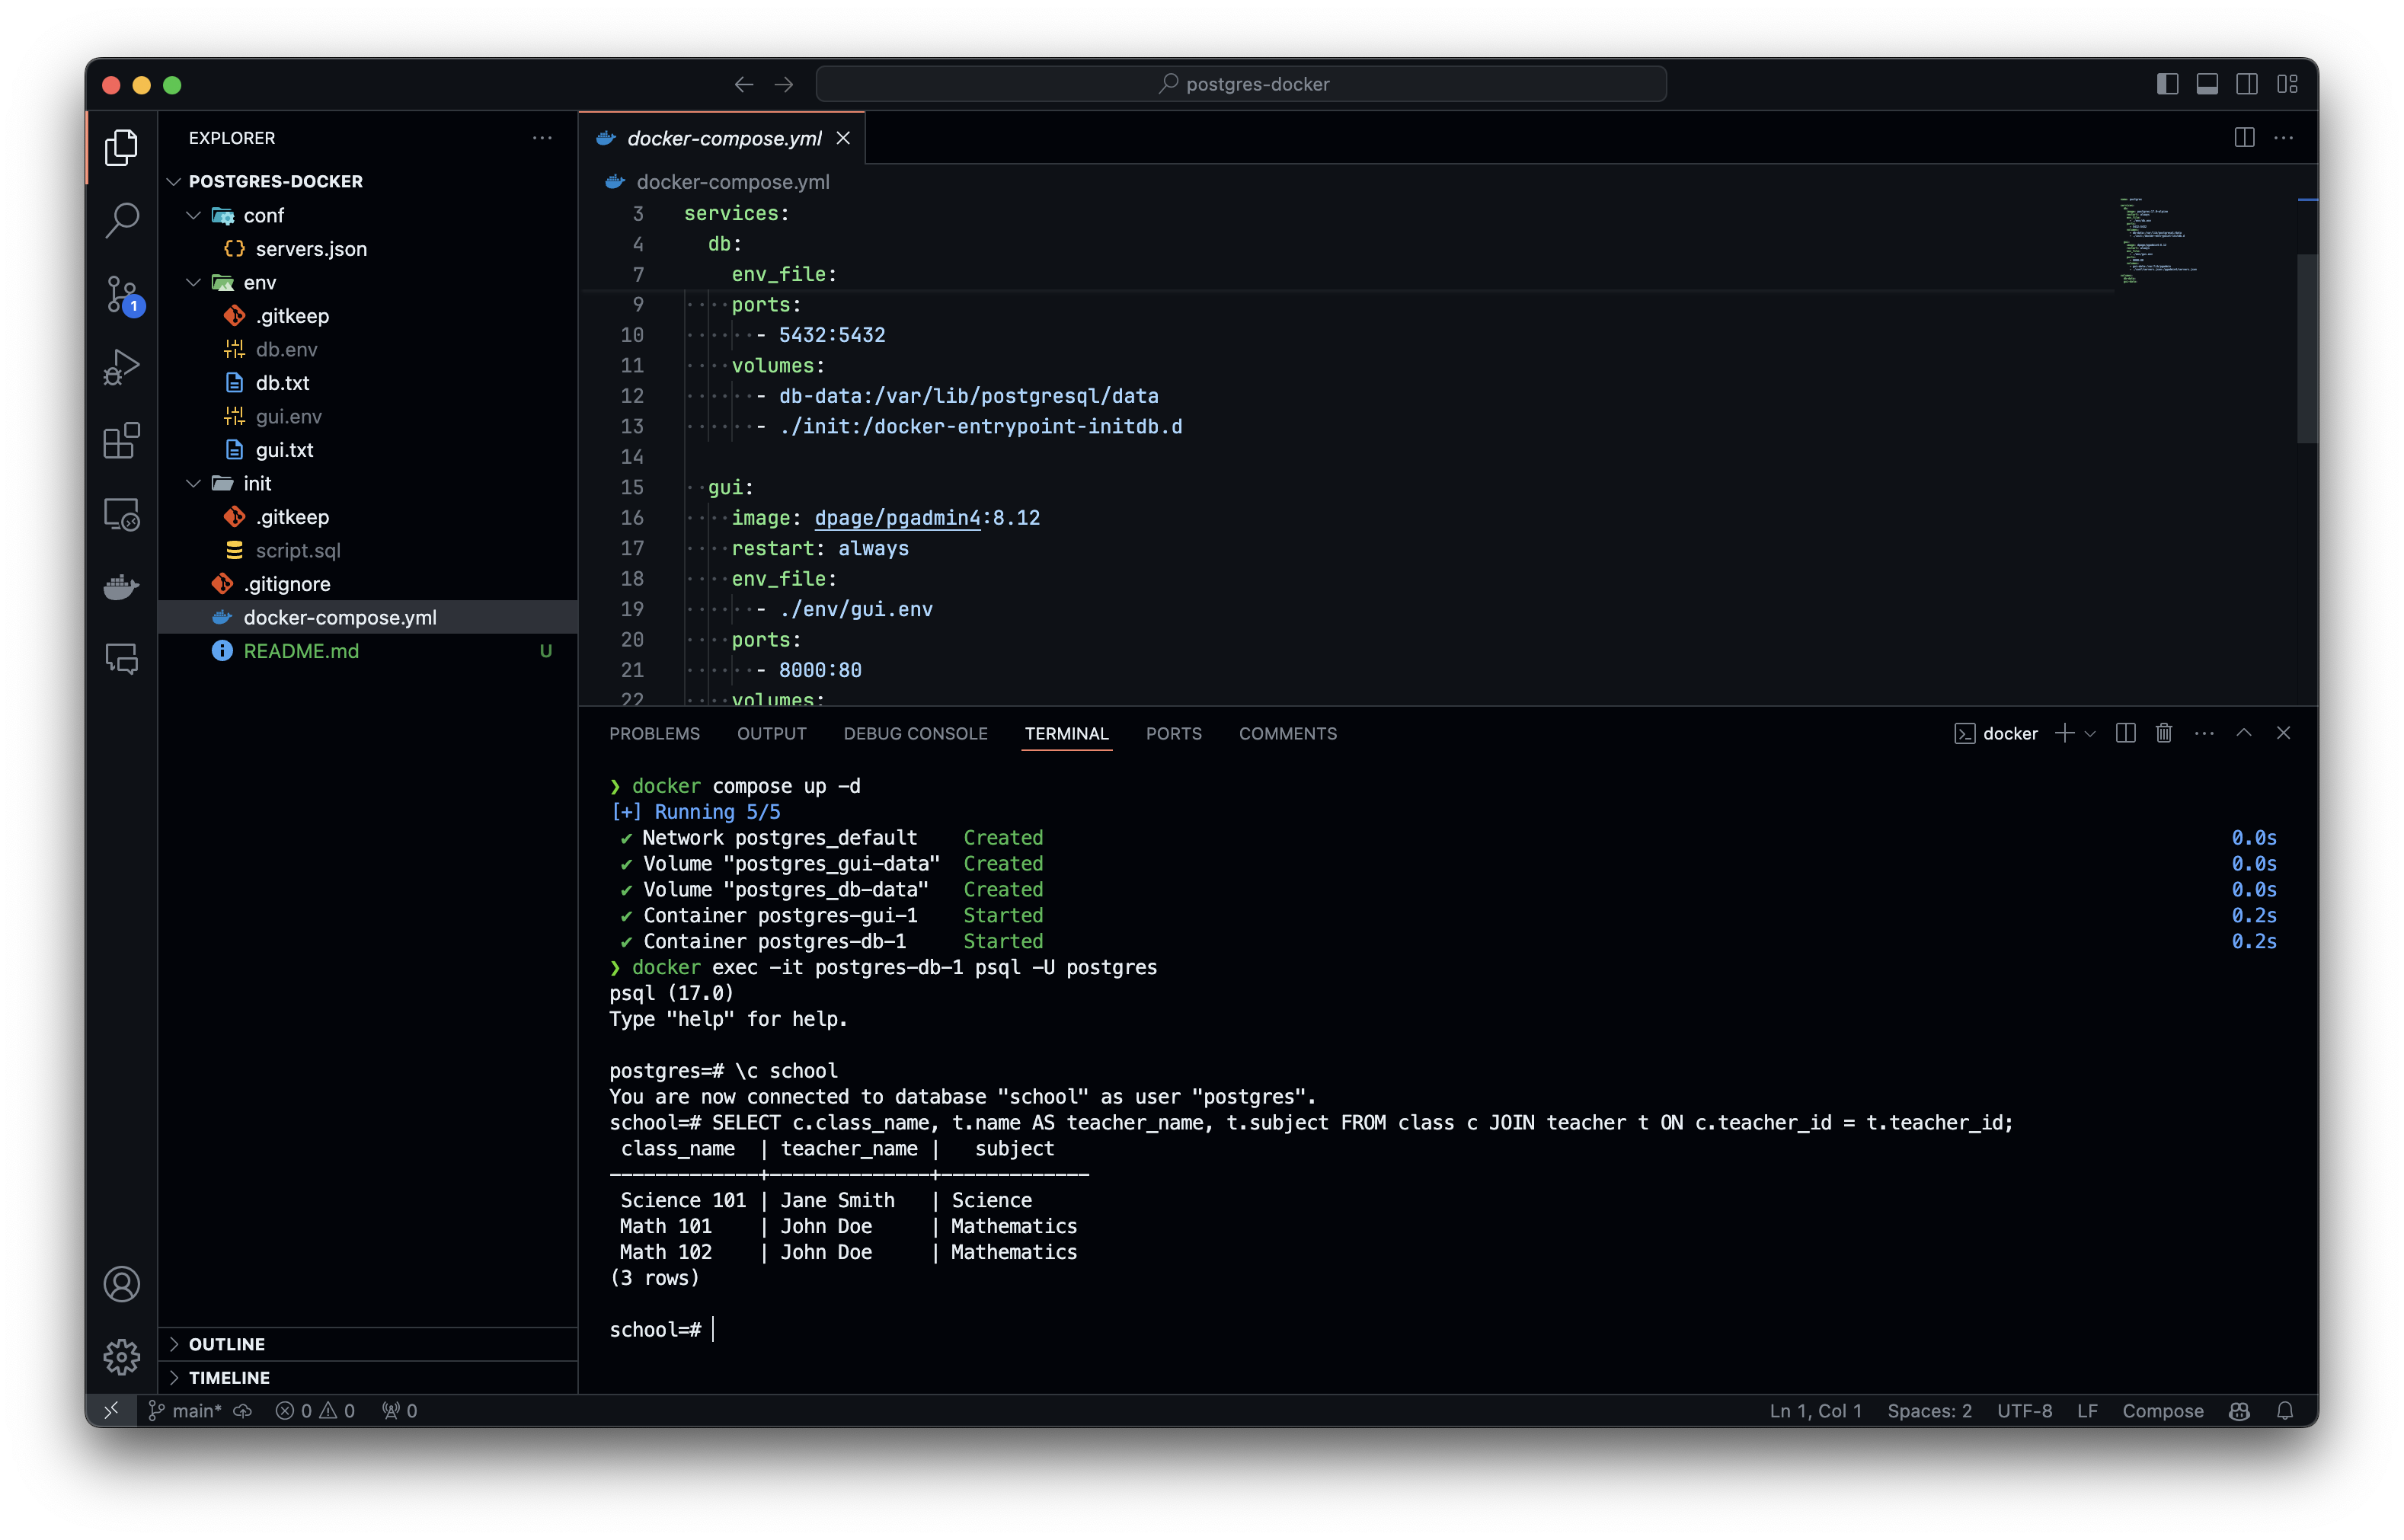 postgres-docker
EXPLORER
POSTGRES-DOCKER
conf
servers.json
env
.gitkeep
db.env
db.txt
gui.env
gui.txt
init
.gitkeep
script.sql
.gitignore
docker-compose.yml
README.md U
OUTLINE
TIMELINE
1
docker-compose.yml
docker-compose.yml
3 services:
4 db:
7 env_file:
9 ports:
10 - 5432:5432
11 volumes:
12 - db-data:/var/lib/postgresql/data
13 - ./init:/docker-entrypoint-initdb.d
14
15 gui:
16 image: dpage/pgadmin4:8.12
17 restart: always
18 env_file:
19 - ./env/gui.env
20 ports:
21 - 8000:80
22 volumes:
PROBLEMS OUTPUT DEBUG CONSOLE TERMINAL PORTS COMMENTS docker
❯ docker compose up -d
[+] Running 5/5
✔ Network postgres_default Created 0.0s
✔ Volume "postgres_gui-data" Created 0.0s
✔ Volume "postgres_db-data" Created 0.0s
✔ Container postgres-gui-1 Started 0.2s
✔ Container postgres-db-1 Started 0.2s
❯ docker exec -it postgres-db-1 psql -U postgres
psql (17.0)
Type "help" for help.
postgres=# \c school
You are now connected to database "school" as user "postgres".
school=# SELECT c.class_name, t.name AS teacher_name, t.subject FROM class c JOIN teacher t ON c.teacher_id = t.teacher_id;
class_name | teacher_name | subject
-------------+--------------+-------------
Science 101 | Jane Smith | Science
Math 101 | John Doe | Mathematics
Math 102 | John Doe | Mathematics
(3 rows)
school=#
main* 0 0 0 Ln 1, Col 1 Spaces: 2 UTF-8 LF Compose